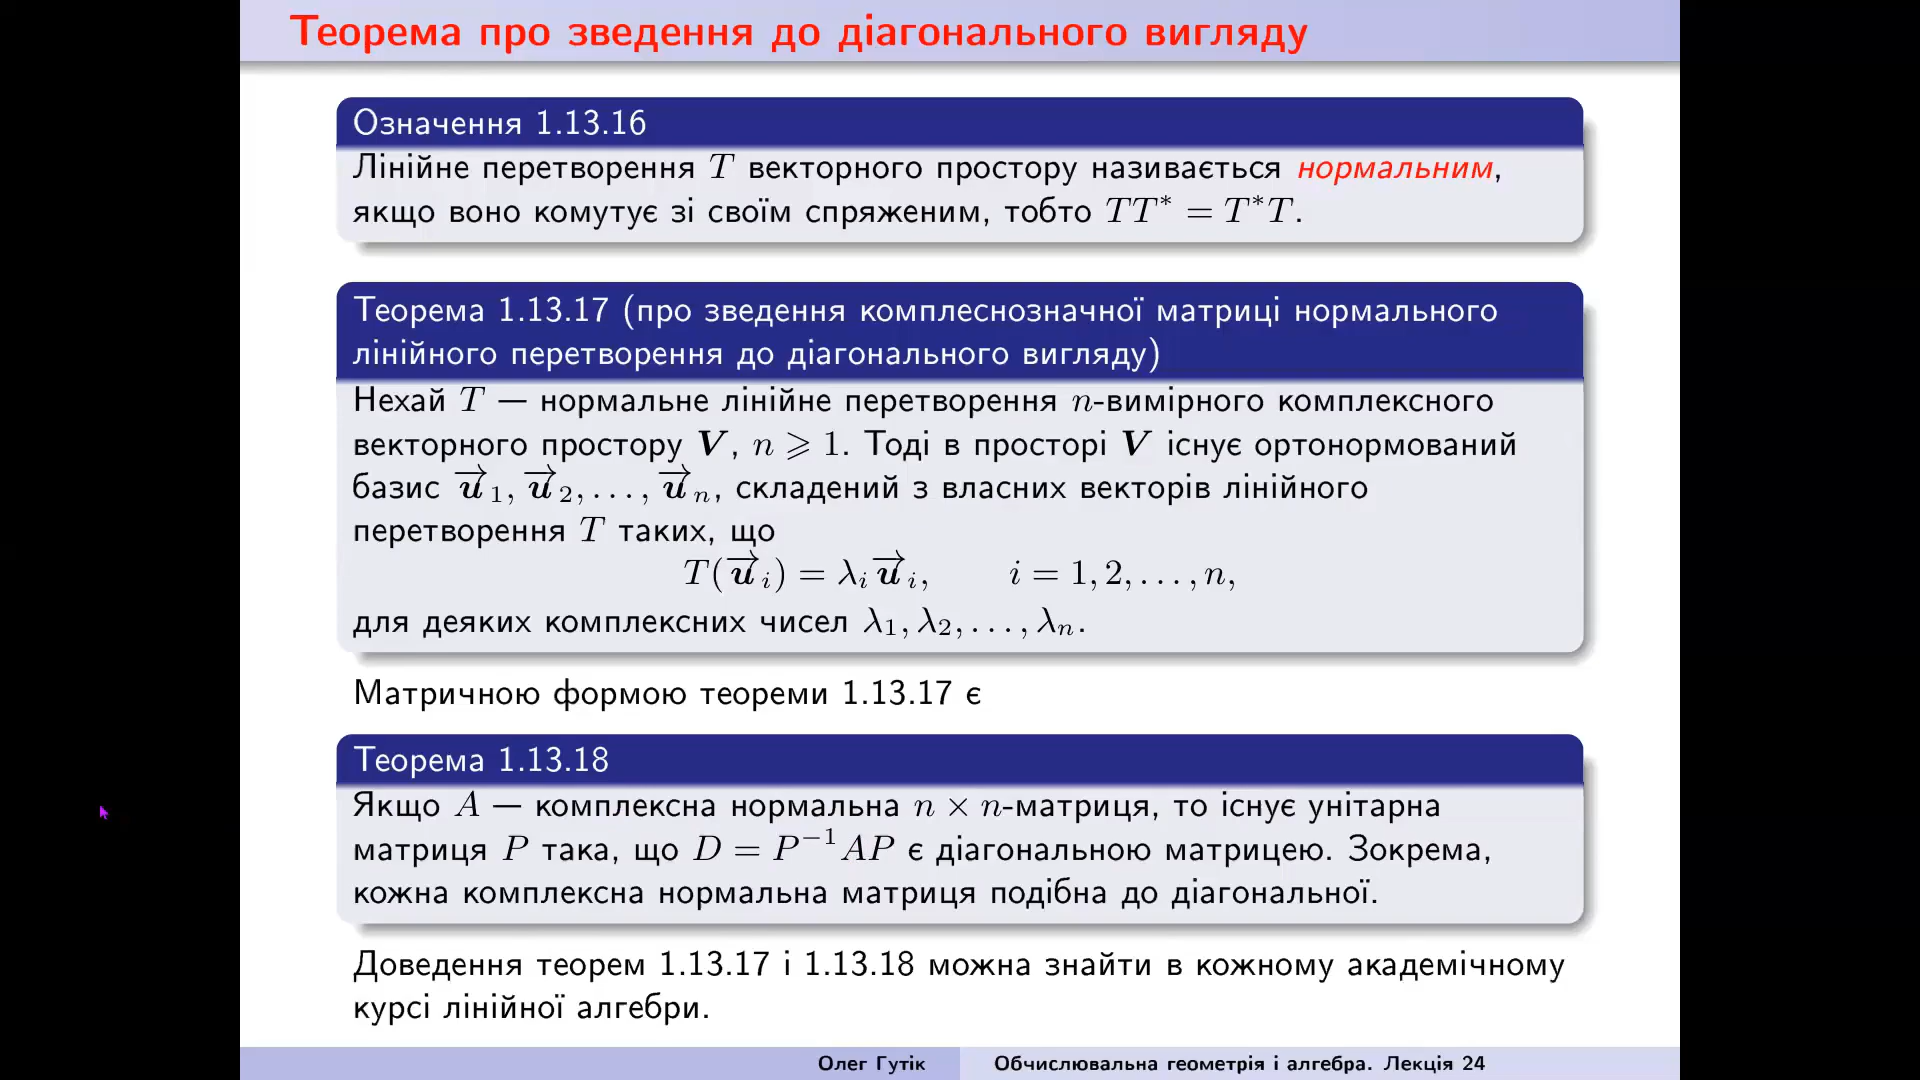 Теорема про зведення до діагонального вигляду
Означення 1.13.16
Лінійне перетворення T векторного простору називається нормальним,
якщо воно комутує зі своїм спряженим, тобто TT* = T*T.
Теорема 1.13.17 (про зведення комплеснозначної матриці нормального
лінійного перетворення до діагонального вигляду)
Нехай T — нормальне лінійне перетворення n-вимірного комплексного
векторного простору V, n ⩾ 1. Тоді в просторі V існує ортонормований
базис u⃗₁, u⃗₂, . . . , u⃗ₙ, складений з власних векторів лінійного
перетворення T таких, що
T(u⃗ᵢ) = λᵢu⃗ᵢ, i = 1, 2, . . . , n,
для деяких комплексних чисел λ₁, λ₂, . . . , λₙ.
Матричною формою теореми 1.13.17 є
Теорема 1.13.18
Якщо A — комплексна нормальна n × n-матриця, то існує унітарна
матриця P така, що D = P⁻¹AP є діагональною матрицею. Зокрема,
кожна комплексна нормальна матриця подібна до діагональної.
Доведення теорем 1.13.17 і 1.13.18 можна знайти в кожному академічному
курсі лінійної алгебри.
Олег Гутік Обчислювальна геометрія і алгебра. Лекція 24